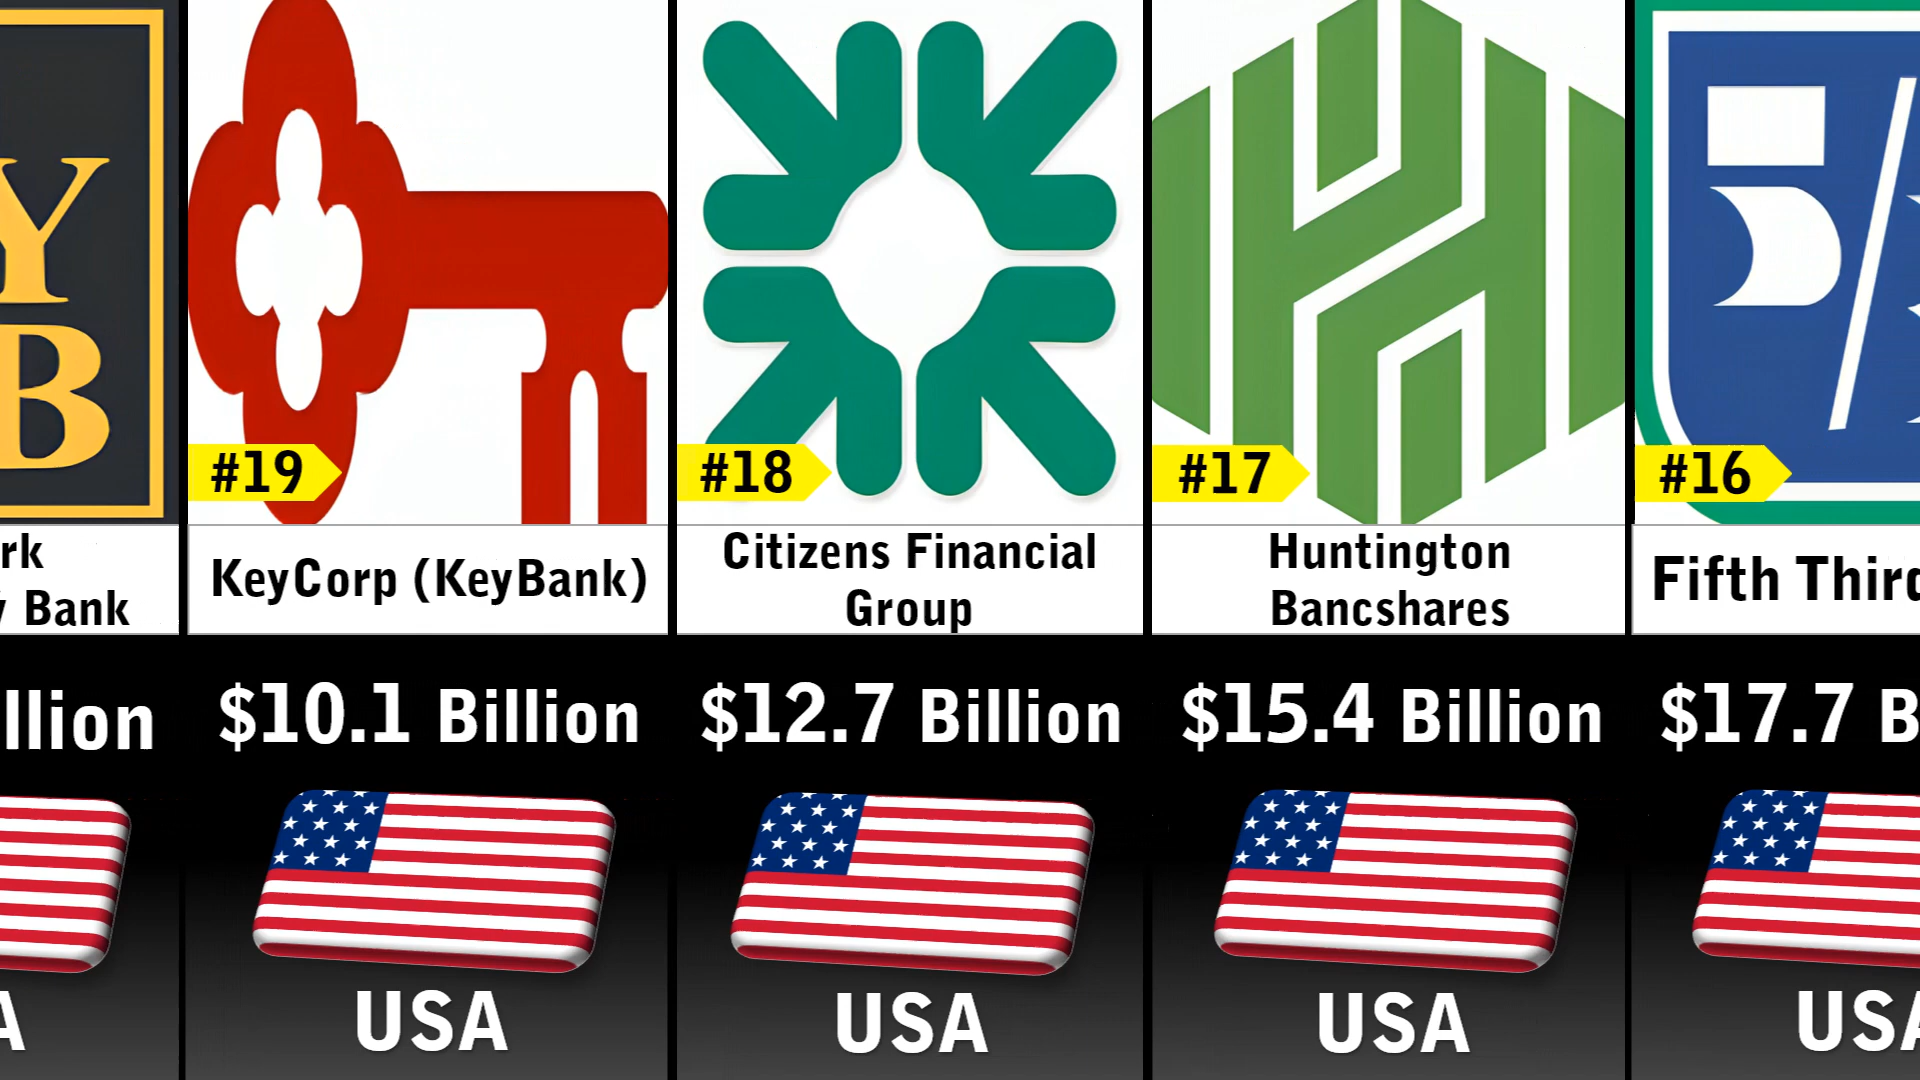 Y
B
rk
Bank
llion
A
#19
KeyCorp (KeyBank)
$10.1 Billion
USA
#18
Citizens Financial
Group
$12.7 Billion
USA
#17
Huntington
Bancshares
$15.4 Billion
USA
5/
#16
Fifth Third
$17.7 B
USA